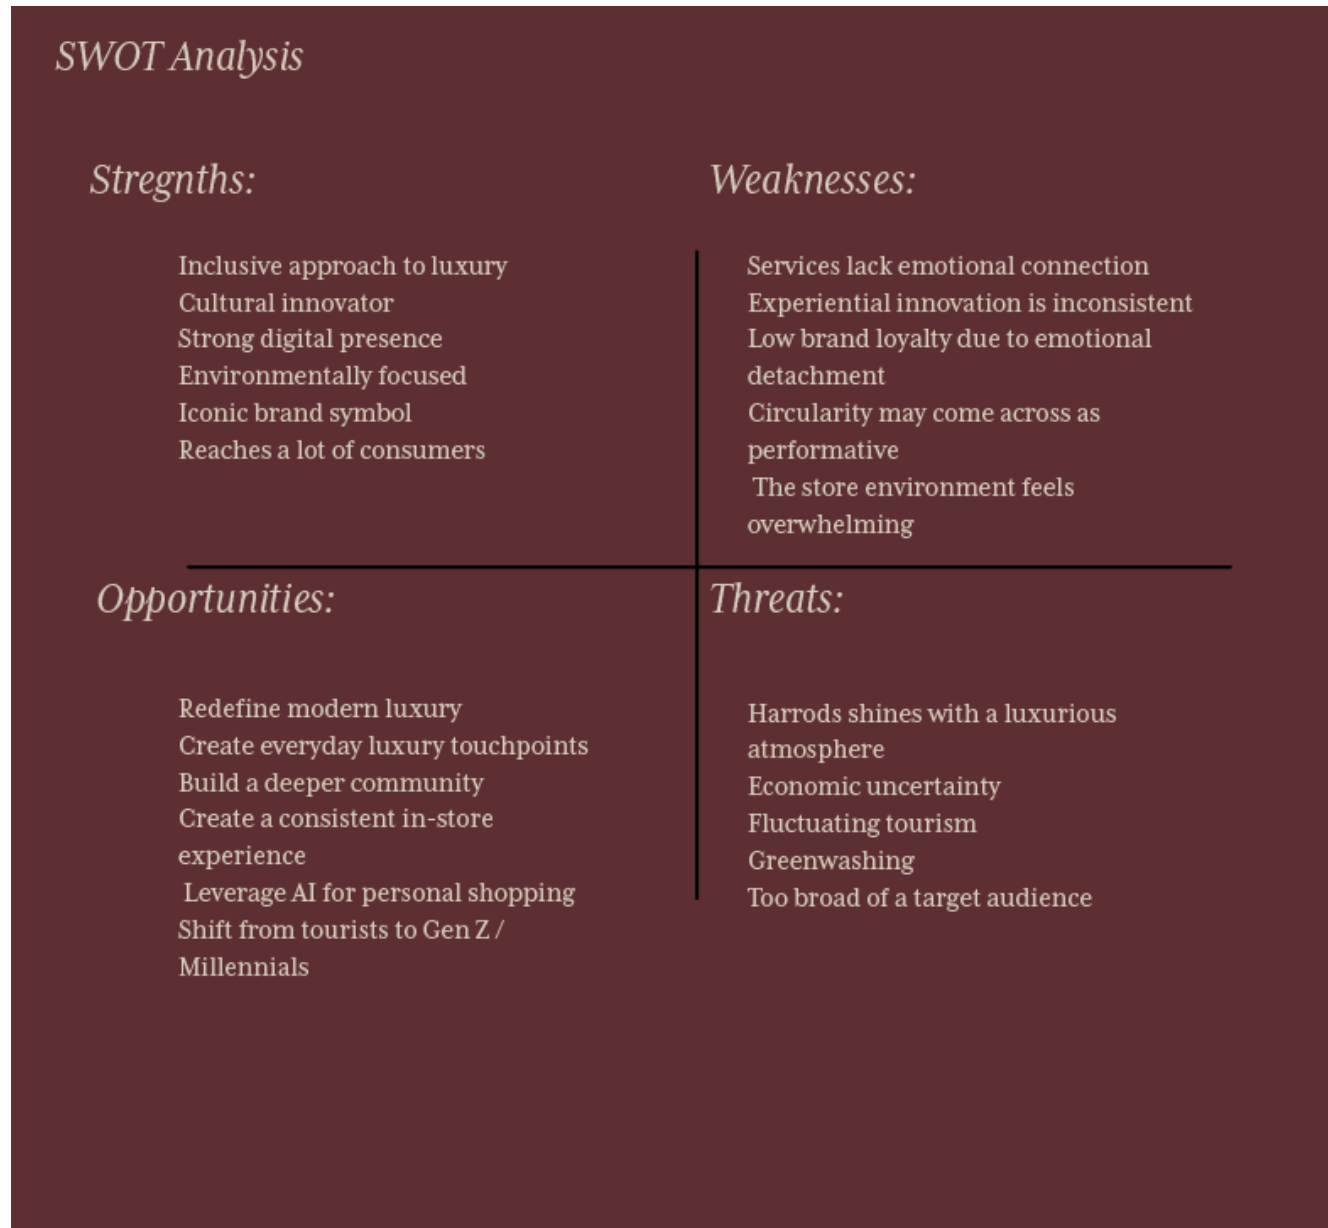 SWOT Analysis
Stregnths:
Inclusive approach to luxury
Cultural innovator
Strong digital presence
Environmentally focused
Iconic brand symbol
Reaches a lot of consumers
Weaknesses:
Services lack emotional connection
Experiential innovation is inconsistent
Low brand loyalty due to emotional
detachment
Circularity may come across as
performative
The store environment feels
overwhelming
Opportunities:
Redefine modern luxury
Create everyday luxury touchpoints
Build a deeper community
Create a consistent in-store
experience
Leverage AI for personal shopping
Shift from tourists to Gen Z /
Millennials
Threats:
Harrods shines with a luxurious
atmosphere
Economic uncertainty
Fluctuating tourism
Greenwashing
Too broad of a target audience